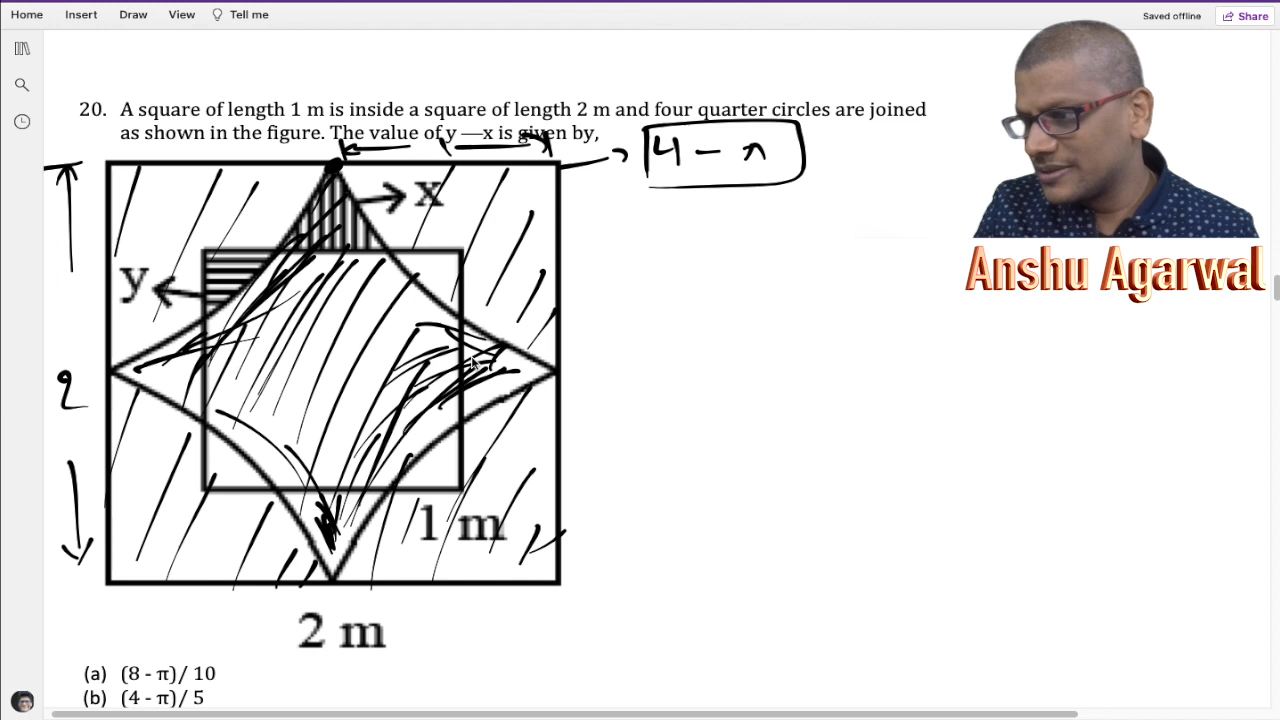 Home Insert Draw View Tell me Saved offline Share
20. A square of length 1 m is inside a square of length 2 m and four quarter circles are joined
as shown in the figure. The value of y —x is given by,
4 - π
x
y
2
1 m
2 m
Anshu Agarwal
(a) (8 - π)/ 10
(b) (4 - π)/ 5